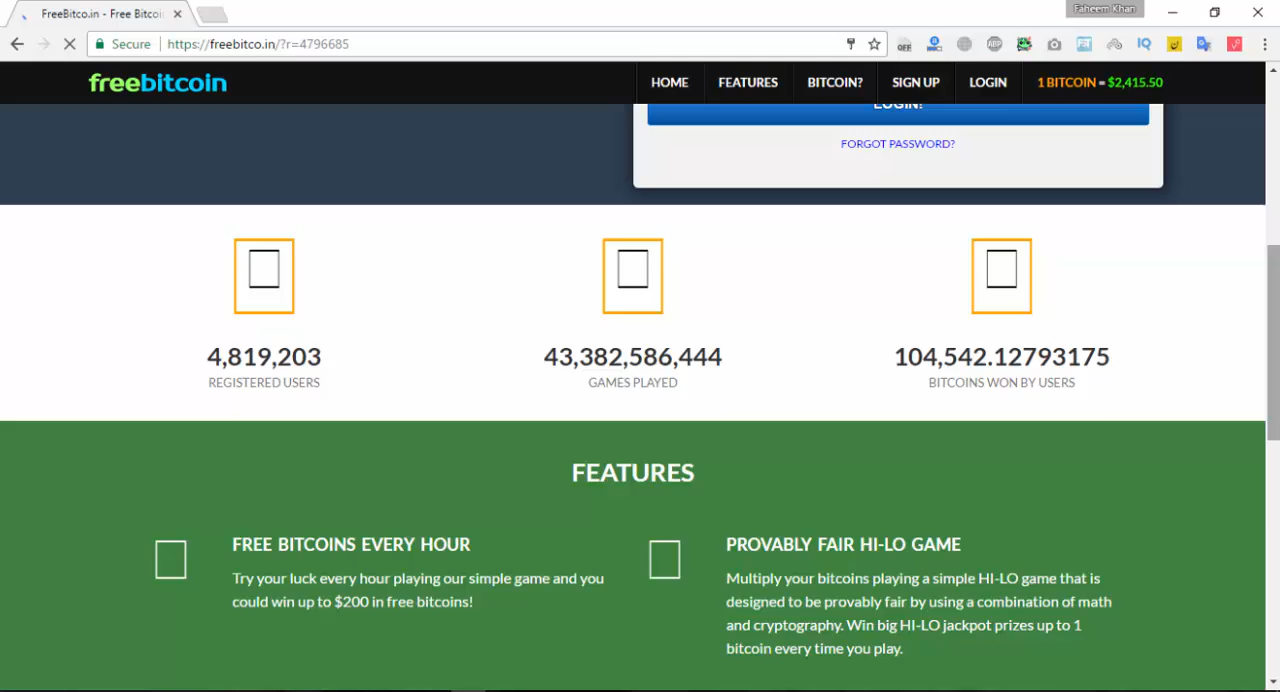 FreeBitco.in - Free Bitcoi
Faheem Khan
Secure
https://freebitco.in/?r=4796685
OFF
ABP
IQ
freebitcoin
HOME
FEATURES
BITCOIN?
SIGN UP
LOGIN
1 BITCOIN = $2,415.50
LOGIN!
FORGOT PASSWORD?
4,819,203
REGISTERED USERS
43,382,586,444
GAMES PLAYED
104,542.12793175
BITCOINS WON BY USERS
FEATURES
FREE BITCOINS EVERY HOUR
Try your luck every hour playing our simple game and you
could win up to $200 in free bitcoins!
PROVABLY FAIR HI-LO GAME
Multiply your bitcoins playing a simple HI-LO game that is
designed to be provably fair by using a combination of math
and cryptography. Win big HI-LO jackpot prizes up to 1
bitcoin every time you play.